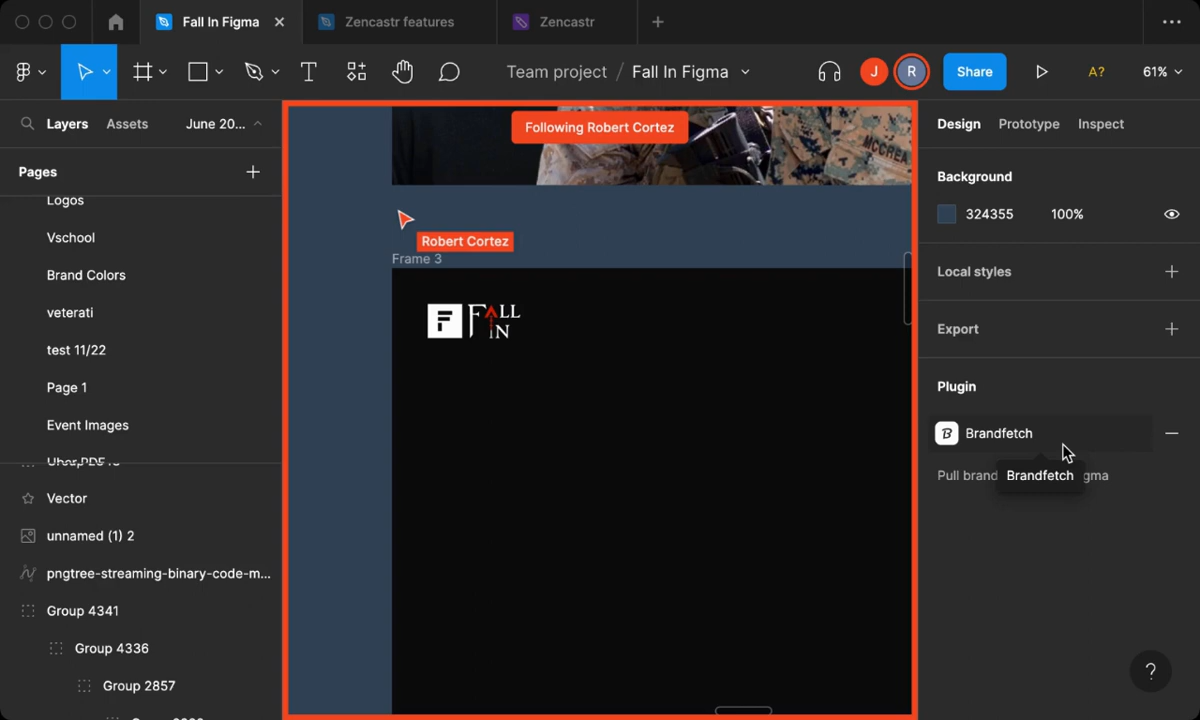 Fall In Figma
Zencastr features
Zencastr
Team project / Fall In Figma
J
R
Share
A?
61%
Layers
Assets
June 20...
Pages
Logos
Vschool
Brand Colors
veterati
test 11/22
Page 1
Event Images
Vector
unnamed (1) 2
pngtree-streaming-binary-code-m...
Group 4341
Group 4336
Group 2857
Following Robert Cortez
MCCREA
Robert Cortez
Frame 3
F
FALL
IN
Design
Prototype
Inspect
Background
324355
100%
Local styles
Export
Plugin
B
Brandfetch
Pull brand
Brandfetch
gma
?